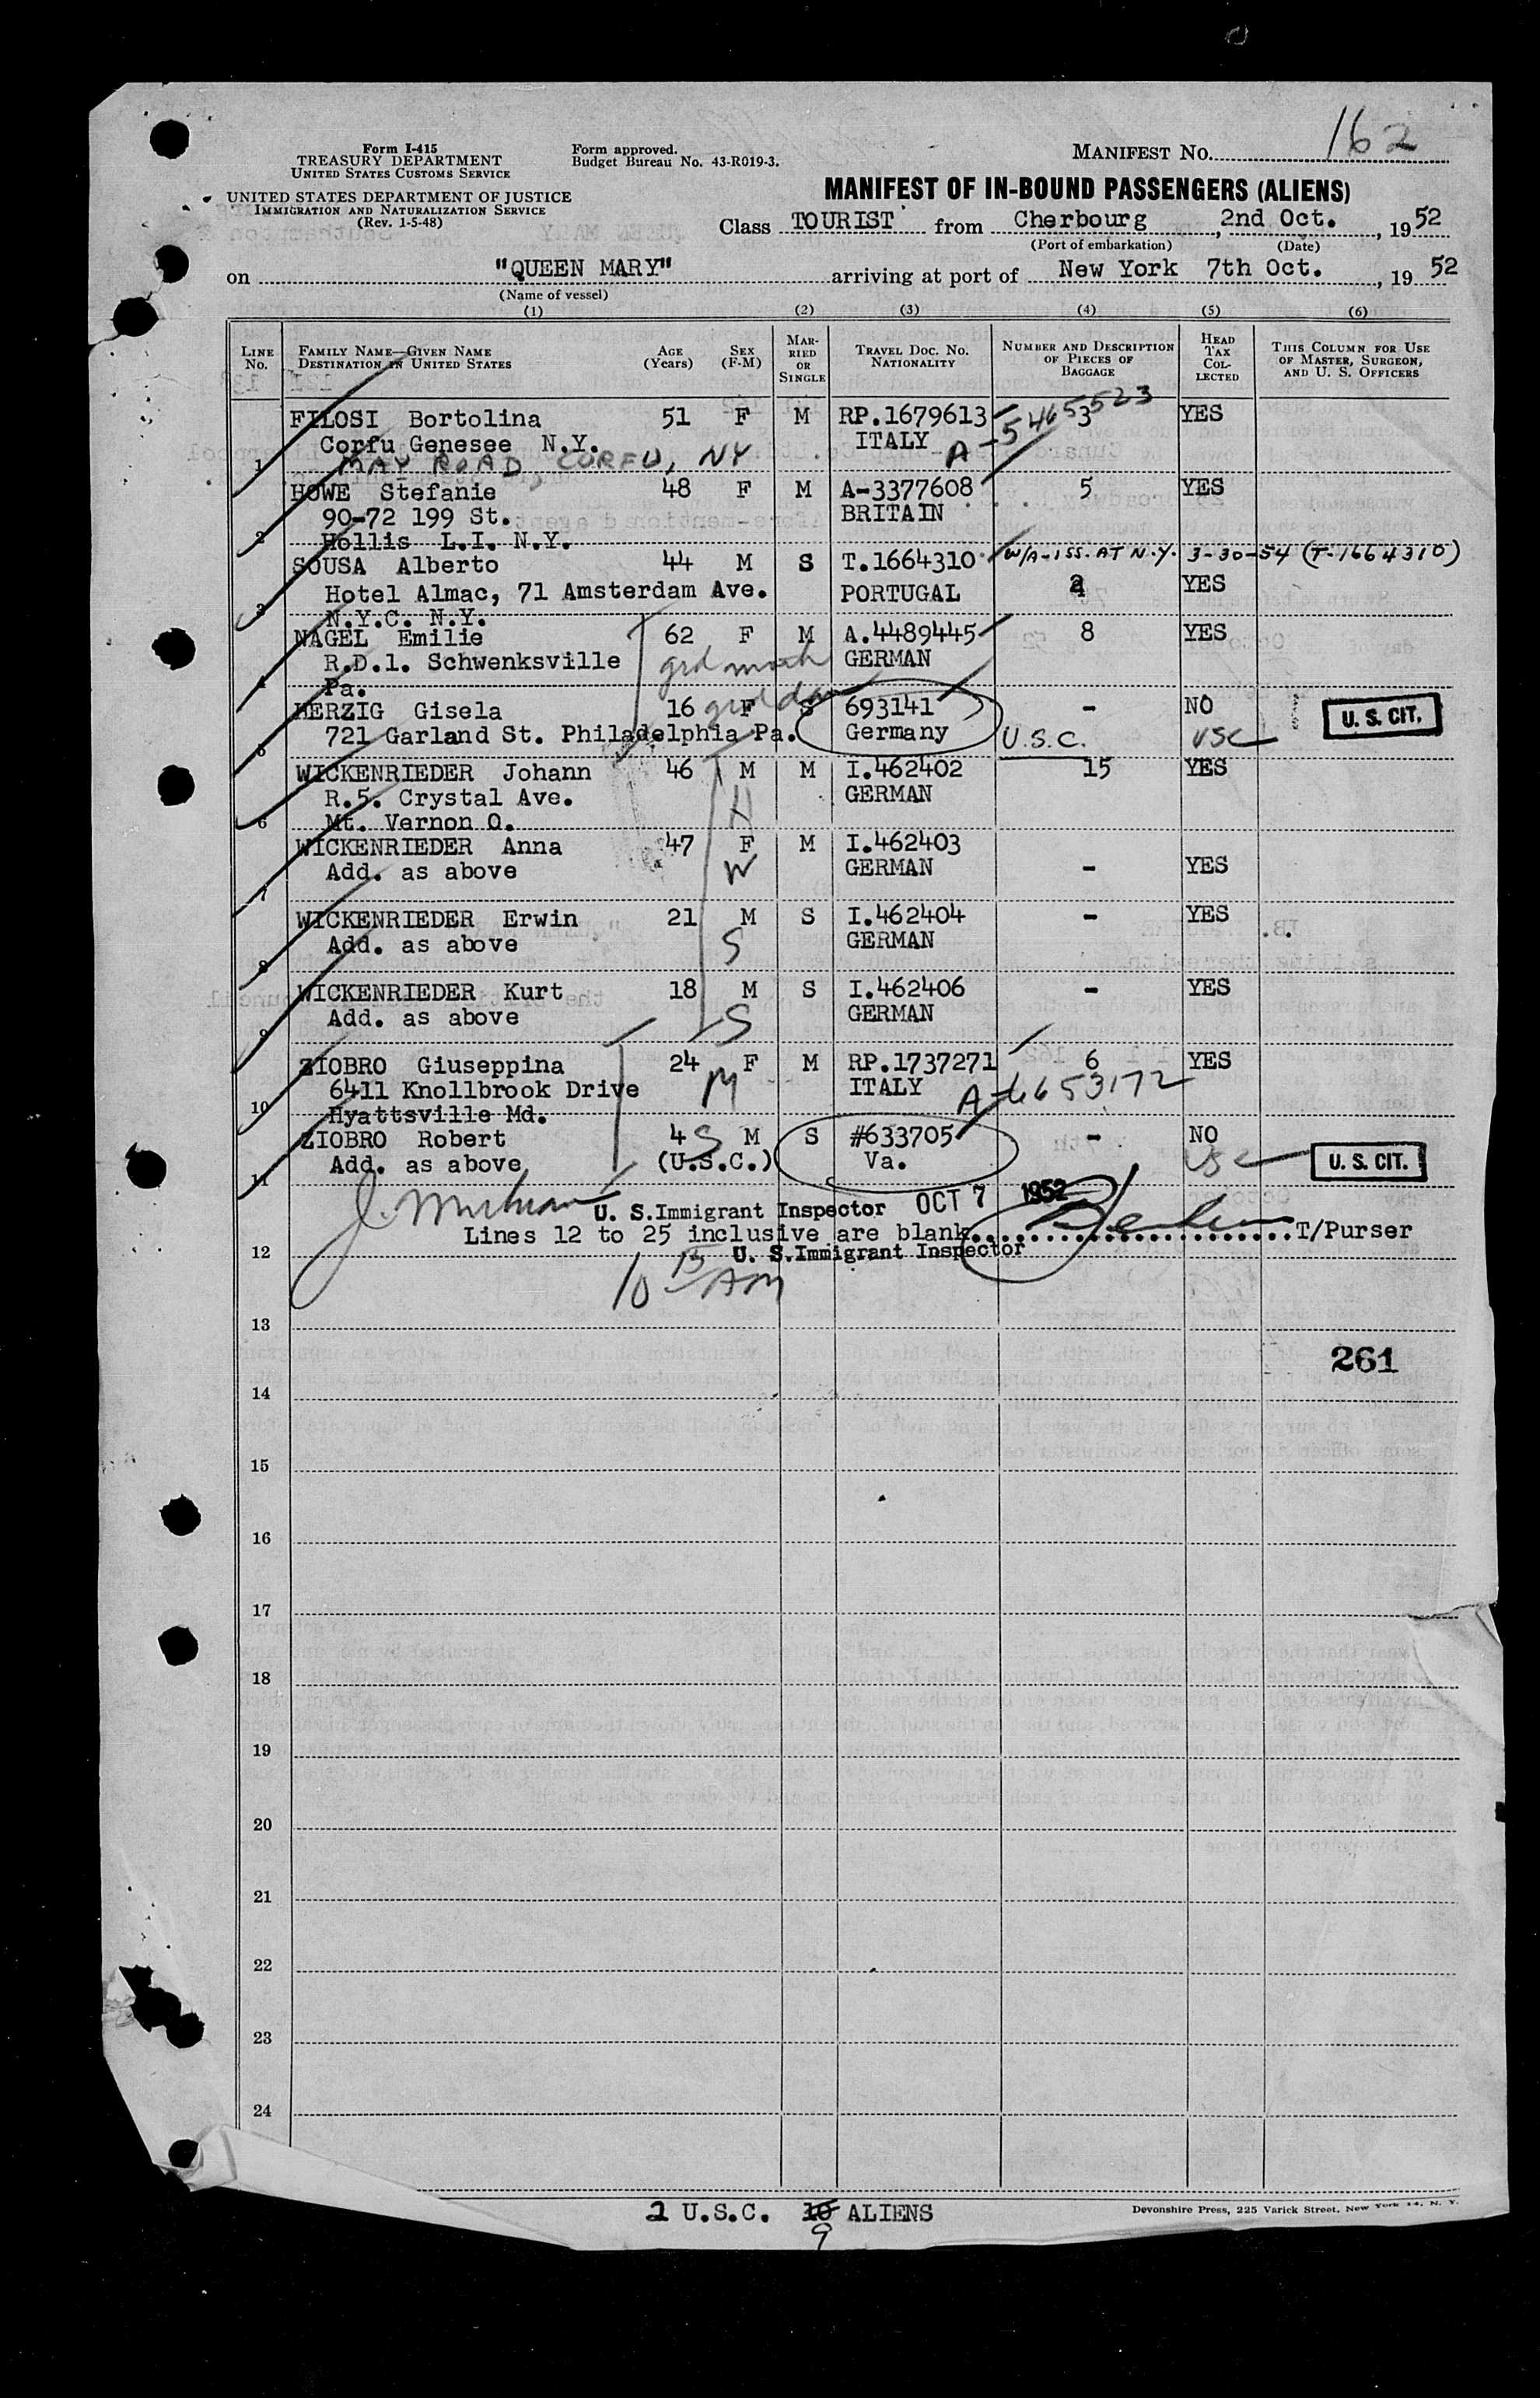 162
Form I-415
TREASURY DEPARTMENT
UNITED STATES CUSTOMS SERVICE
Form approved.
Budget Bureau No. 43-R019-3.
MANIFEST NO.
UNITED STATES DEPARTMENT OF JUSTICE
IMMIGRATION AND NATURALIZATION SERVICE
(Rev. 1-5-48)
MANIFEST OF IN-BOUND PASSENGERS (ALIENS)
Class TOURIST from Cherbourg, 2nd Oct., 1952
(Port of embarkation) (Date)
on "QUEEN MARY" arriving at port of New York 7th Oct., 1952
(Name of vessel)
(1) (2) (3) (4) (5) (6)
LINE NO. FAMILY NAME—GIVEN NAME DESTINATION IN UNITED STATES AGE (YEARS) SEX (F-M) MARRIED OR SINGLE TRAVEL DOC. NO. NATIONALITY NUMBER AND DESCRIPTION OF PIECES OF BAGGAGE HEAD TAX COLLECTED THIS COLUMN FOR USE OF MASTER, SURGEON, AND U. S. OFFICERS
FILOSI Bortolina 51 F M RP.1679613 3 YES
Corfu Genesee N.Y. ITALY A-5465523
1 MAY ROAD, CORFU, NY
HOWE Stefanie 48 F M A-3377608 5 YES
90-72 199 St. BRITAIN
2 Hollis L.I. N.Y.
SOUSA Alberto 44 M S T.1664310 W/A-ISS. AT N.Y. 3-30-54 (T-1664310)
Hotel Almac, 71 Amsterdam Ave. PORTUGAL YES
3 N.Y.C. N.Y.
NAGEL Emilie 62 F M A.4489445 8 YES
R.D.1. Schwenksville grd moth GERMAN
4 Pa.
HERZIG Gisela 16 F S 693141 - NO U. S. CIT.
5 721 Garland St. Philadelphia Pa. Germany U.S.C. USC
WICKENRIEDER Johann 46 M M I.462402 15 YES
R.5. Crystal Ave. H GERMAN
6 Mt. Vernon O.
WICKENRIEDER Anna 47 F M I.462403
Add. as above W GERMAN - YES
7
WICKENRIEDER Erwin 21 M S I.462404 - YES
Add. as above S GERMAN
8
WICKENRIEDER Kurt 18 M S I.462406 - YES
Add. as above S GERMAN
9
ZIOBRO Giuseppina 24 F M RP.1737271 6 YES
6411 Knollbrook Drive M ITALY A-6653172
10 Hyattsville Md.
ZIOBRO Robert 4 S M S #633705 - NO
Add. as above (U.S.C.) Va. USC U. S. CIT.
11
U. S. Immigrant Inspector OCT 7 1952
Lines 12 to 25 inclusive are blank. T/Purser
12 U. S. Immigrant Inspector
10 15 AM
13
261
14
15
16
17
18
19
20
21
22
23
24
2 U.S.C. 10 ALIENS
9
Devonshire Press, 225 Varick Street, New York 14, N. Y.